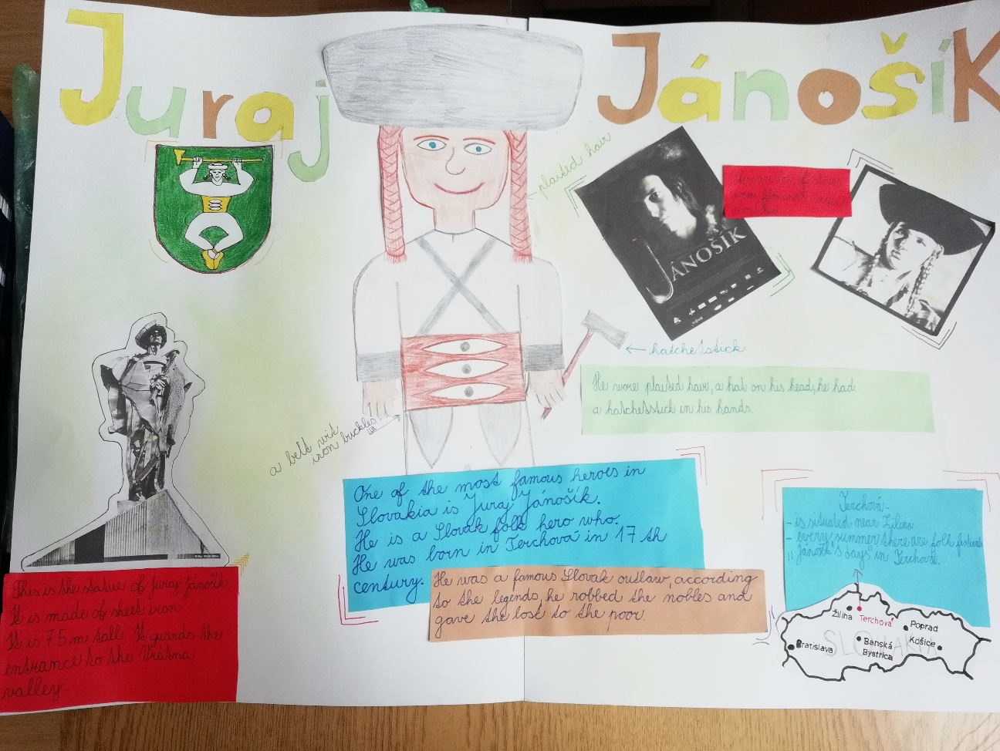 Juraj Jánošík
plaited hair
There are lots of
JÁNOŠÍK
hatchetstick
He wore plaited hair, a hat on his head, he had
a hatchetstick in his hands.
a belt wit
iron buckles
One of the most famous heroes in
Slovakia is Juraj Jánošík.
He is a Slovak folk hero who.
He was born in Terchová in 17 th
century.
He was a famous Slovak outlaw, according
to the legends, he robbed the nobles and
gave the lost to the poor.
This is the statue of Juraj Jánošík.
It is made of sheet iron
It is 75 m tall. It guards the
entrance to the Vrátna
valley.
Terchová-
- is situated near Žilina
- every summer there are folk
" Jánošík's days" in Terchová.
Žilina
Terchová
Poprad
Košice
Banská
Bystrica
Bratislava
SLOVAKIA